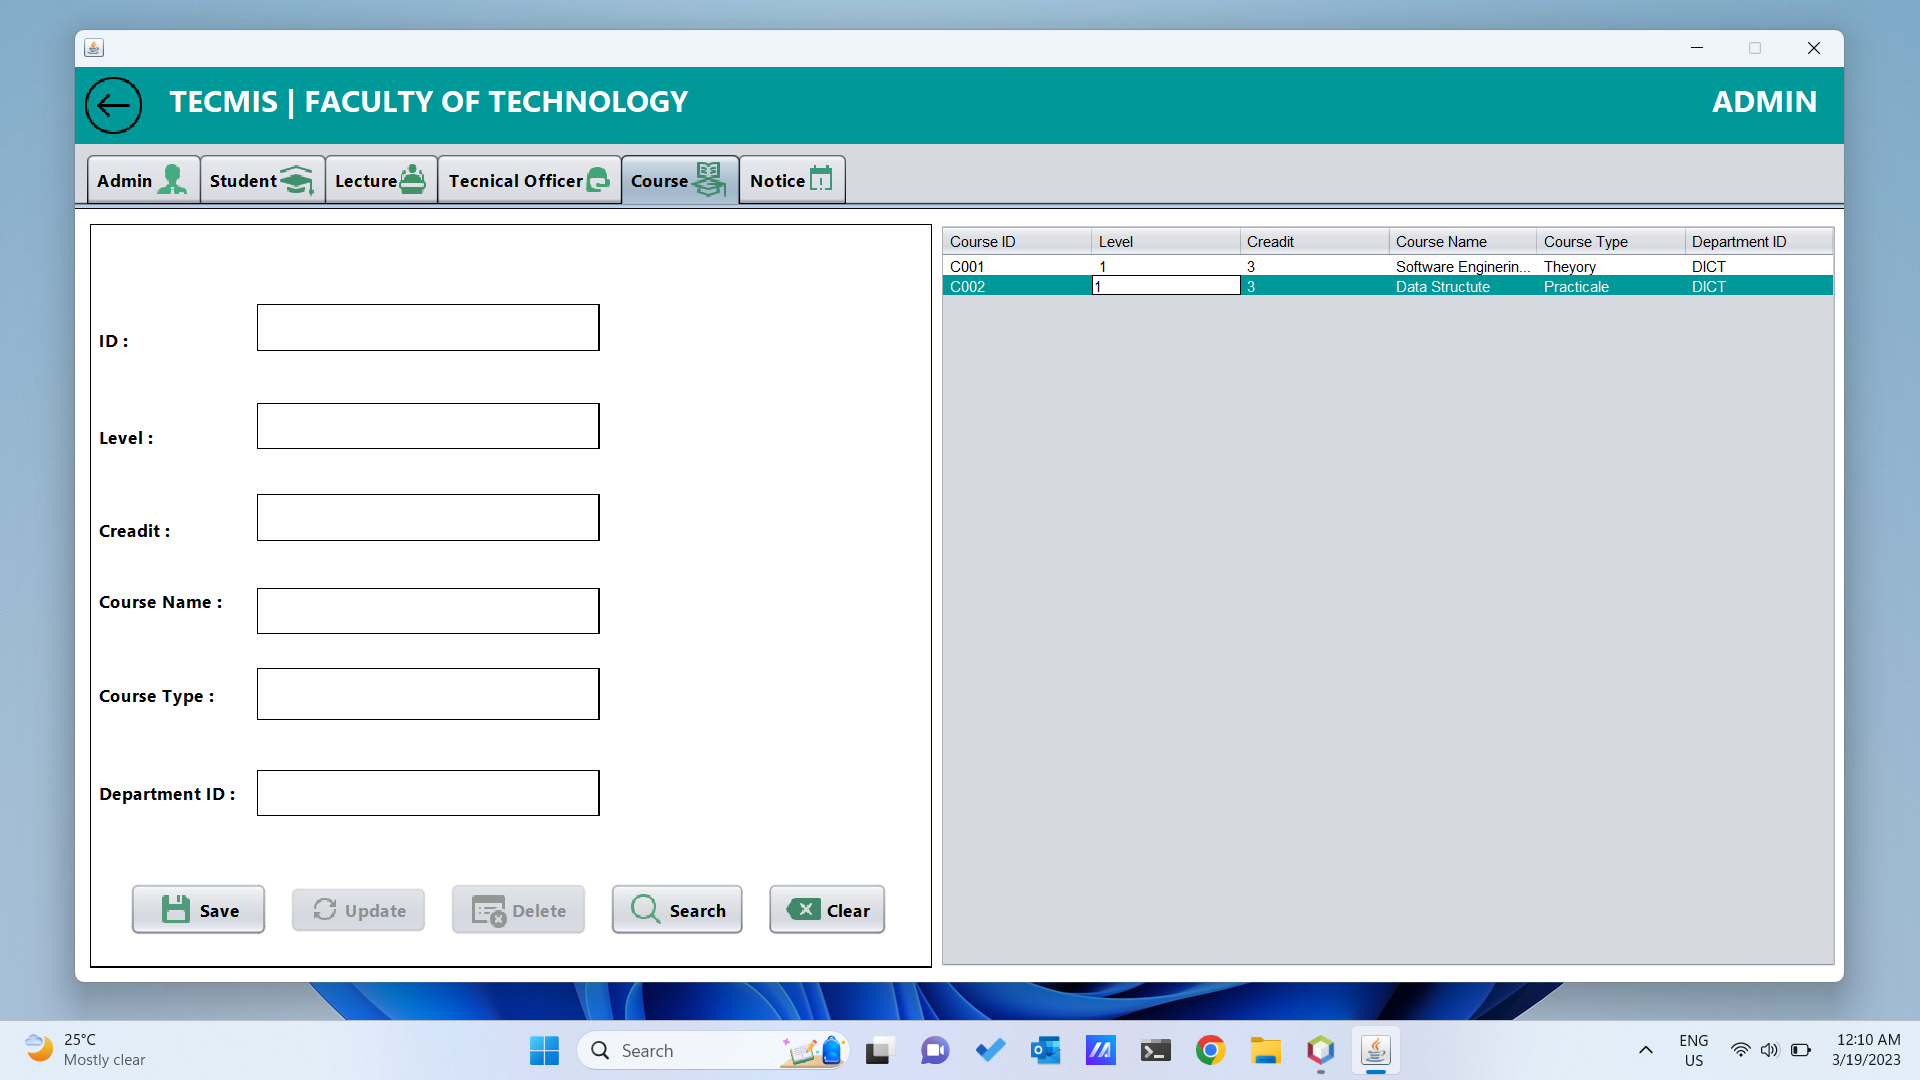 TECMIS | FACULTY OF TECHNOLOGY
ADMIN
Admin
Student
Lecture
Tecnical Officer
Course
Notice
ID :
Level :
Creadit :
Course Name :
Course Type :
Department ID :
Save
Update
Delete
Search
Clear
Course ID Level Creadit Course Name Course Type Department ID
C001 1 3 Software Enginerin... Theyory DICT
C002 1 3 Data Structute Practicale DICT
25°C
Mostly clear
Search
ENG
US
12:10 AM
3/19/2023